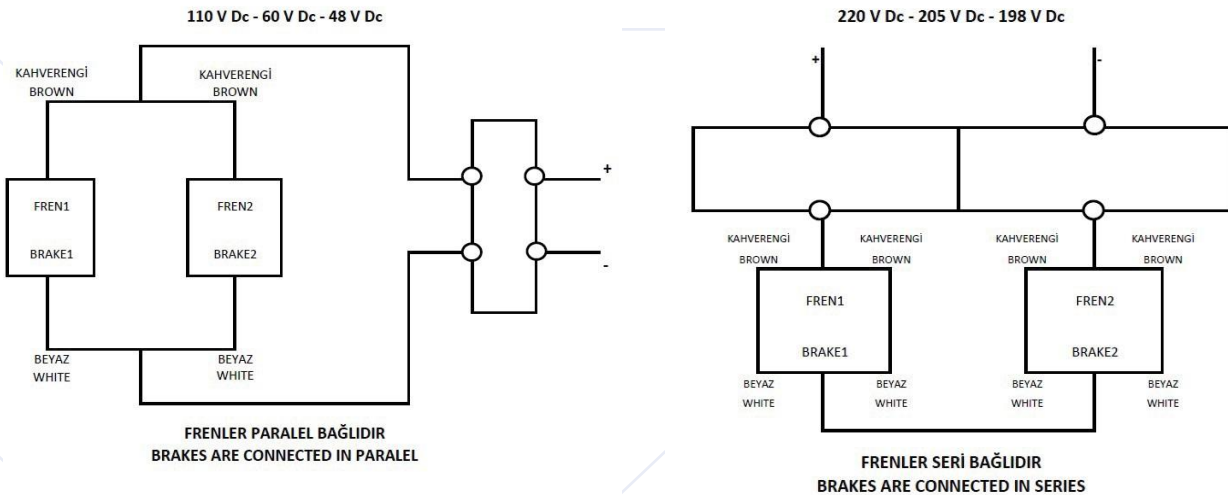 110 V Dc - 60 V Dc - 48 V Dc
KAHVERENGİ
BROWN
KAHVERENGİ
BROWN
FREN1
BRAKE1
FREN2
BRAKE2
+
-
BEYAZ
WHITE
BEYAZ
WHITE
FRENLER PARALEL BAĞLIDIR
BRAKES ARE CONNECTED IN PARALEL
220 V Dc - 205 V Dc - 198 V Dc
+
-
KAHVERENGİ
BROWN
KAHVERENGİ
BROWN
KAHVERENGİ
BROWN
KAHVERENGİ
BROWN
FREN1
BRAKE1
FREN2
BRAKE2
BEYAZ
WHITE
BEYAZ
WHITE
BEYAZ
WHITE
BEYAZ
WHITE
FRENLER SERİ BAĞLIDIR
BRAKES ARE CONNECTED IN SERIES